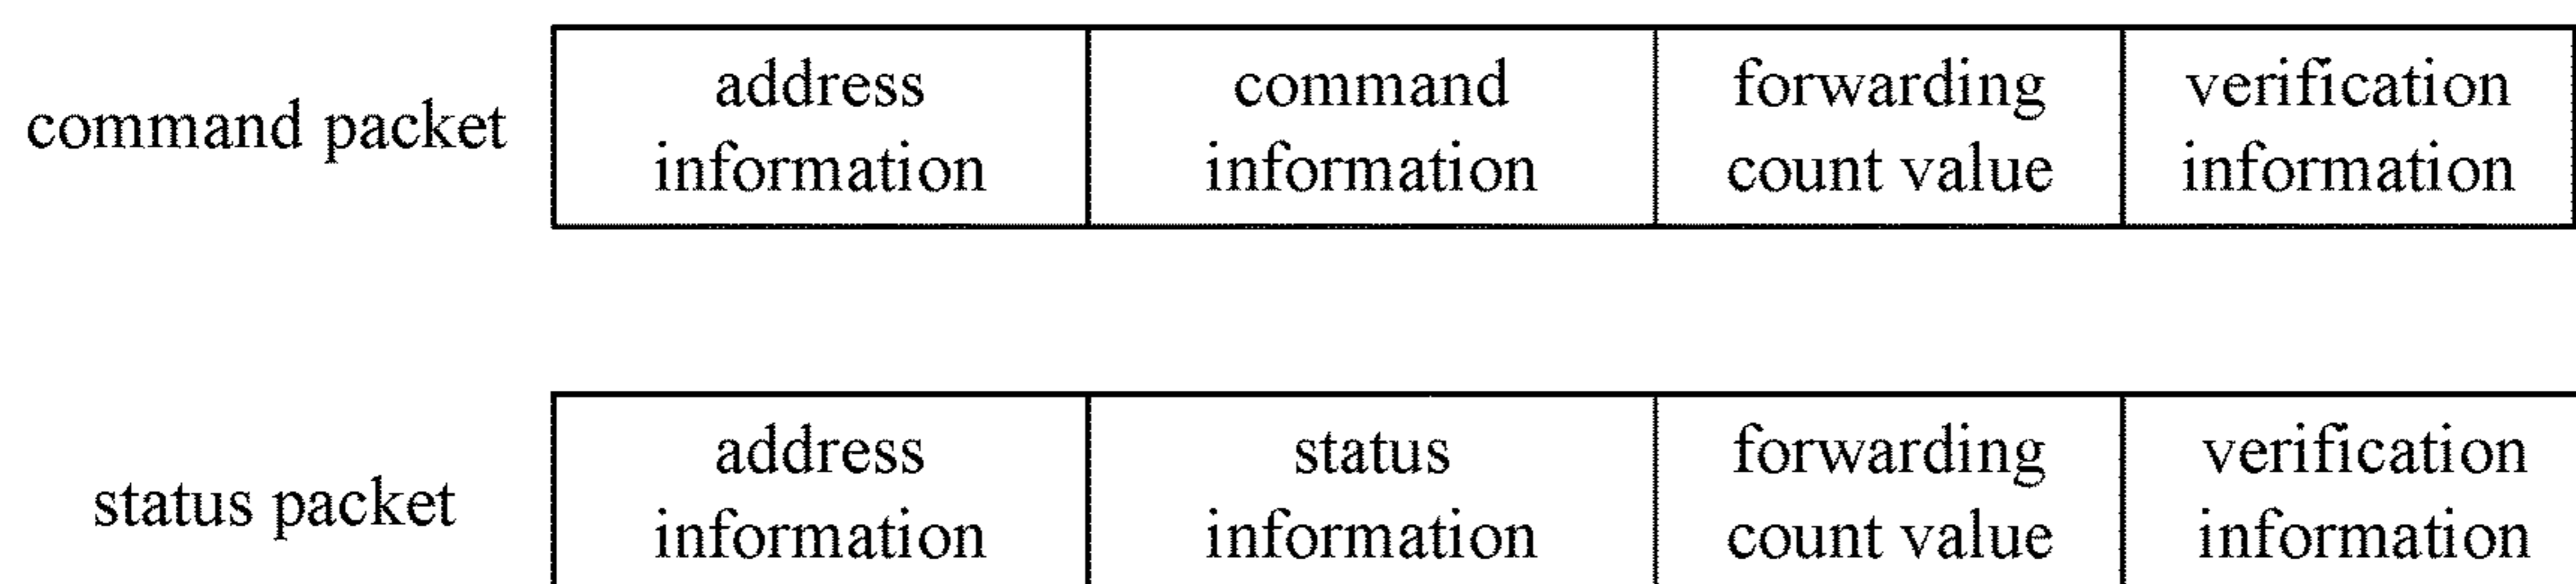 command packet
address information
command information
forwarding count value
verification information
status packet
address information
status information
forwarding count value
verification information